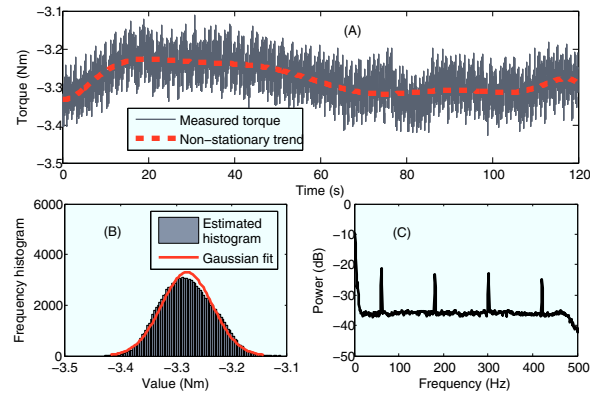 (A)
Torque (Nm)
−3.1
−3.2
−3.3
−3.4
−3.5
Measured torque
Non−stationary trend
0 20 40 60 80 100 120
Time (s)
(B)
Frequency histogram
6000
4000
2000
0
Estimated
histogram
Gaussian fit
−3.5 −3.4 −3.3 −3.2 −3.1
Value (Nm)
(C)
Power (dB)
0
−10
−20
−30
−40
−50
0 100 200 300 400 500
Frequency (Hz)